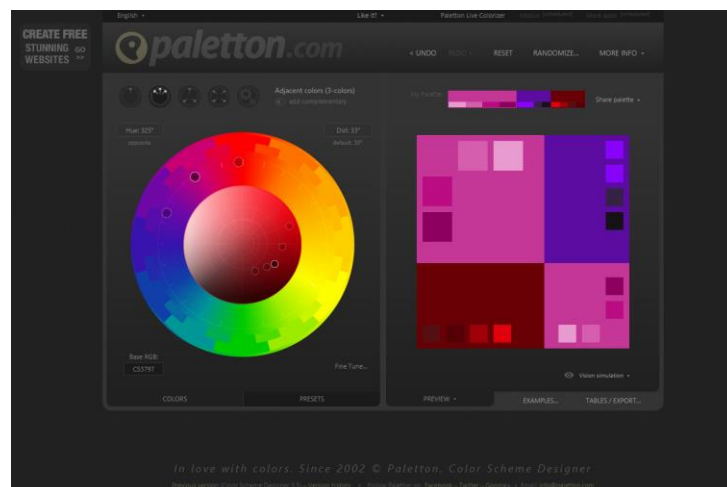 English
Like it!
Paletton Live Colorizer
CREATE FREE
STUNNING GO
WEBSITES >>
paletton.com
< UNDO
REDO >
RESET
RANDOMIZE...
MORE INFO
Adjacent colors (3-colors)
add complementary
My Palette:
Share palette
Hue: 325°
opposite
Dist: 33°
default: 30°
Base RGB:
C53797
Fine Tune...
Vision simulation
COLORS
PRESETS
PREVIEW
EXAMPLES...
TABLES / EXPORT...
In love with colors. Since 2002 © Paletton, Color Scheme Designer